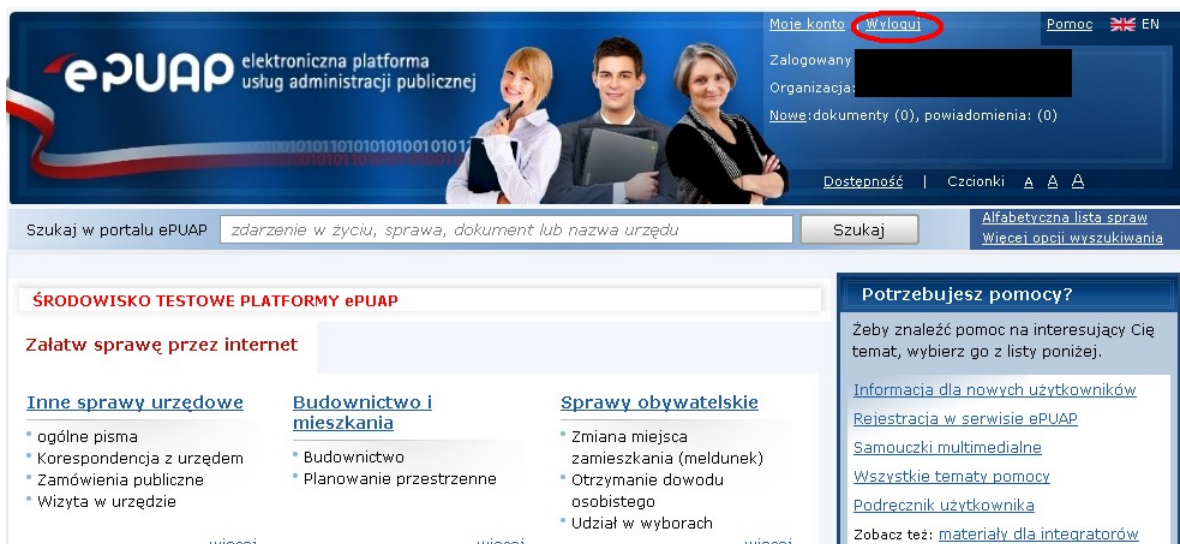 Moje konto Wyloguj Pomoc EN
ePUAP elektroniczna platforma
usług administracji publicznej
Zalogowany
Organizacja:
Nowe:dokumenty (0), powiadomienia: (0)
Dostępność | Czcionki A A A
Szukaj w portalu ePUAP zdarzenie w życiu, sprawa, dokument lub nazwa urzędu Szukaj
Alfabetyczna lista spraw
Więcej opcji wyszukiwania
ŚRODOWISKO TESTOWE PLATFORMY ePUAP
Załatw sprawę przez internet
Inne sprawy urzędowe
ogólne pisma
Korespondencja z urzędem
Zamówienia publiczne
Wizyta w urzędzie
więcej
Budownictwo i
mieszkania
Budownictwo
Planowanie przestrzenne
więcej
Sprawy obywatelskie
Zmiana miejsca
zamieszkania (meldunek)
Otrzymanie dowodu
osobistego
Udział w wyborach
więcej
Potrzebujesz pomocy?
Żeby znaleźć pomoc na interesujący Cię
temat, wybierz go z listy poniżej.
Informacja dla nowych użytkowników
Rejestracja w serwisie ePUAP
Samouczki multimedialne
Wszystkie tematy pomocy
Podręcznik użytkownika
Zobacz też: materiały dla integratorów